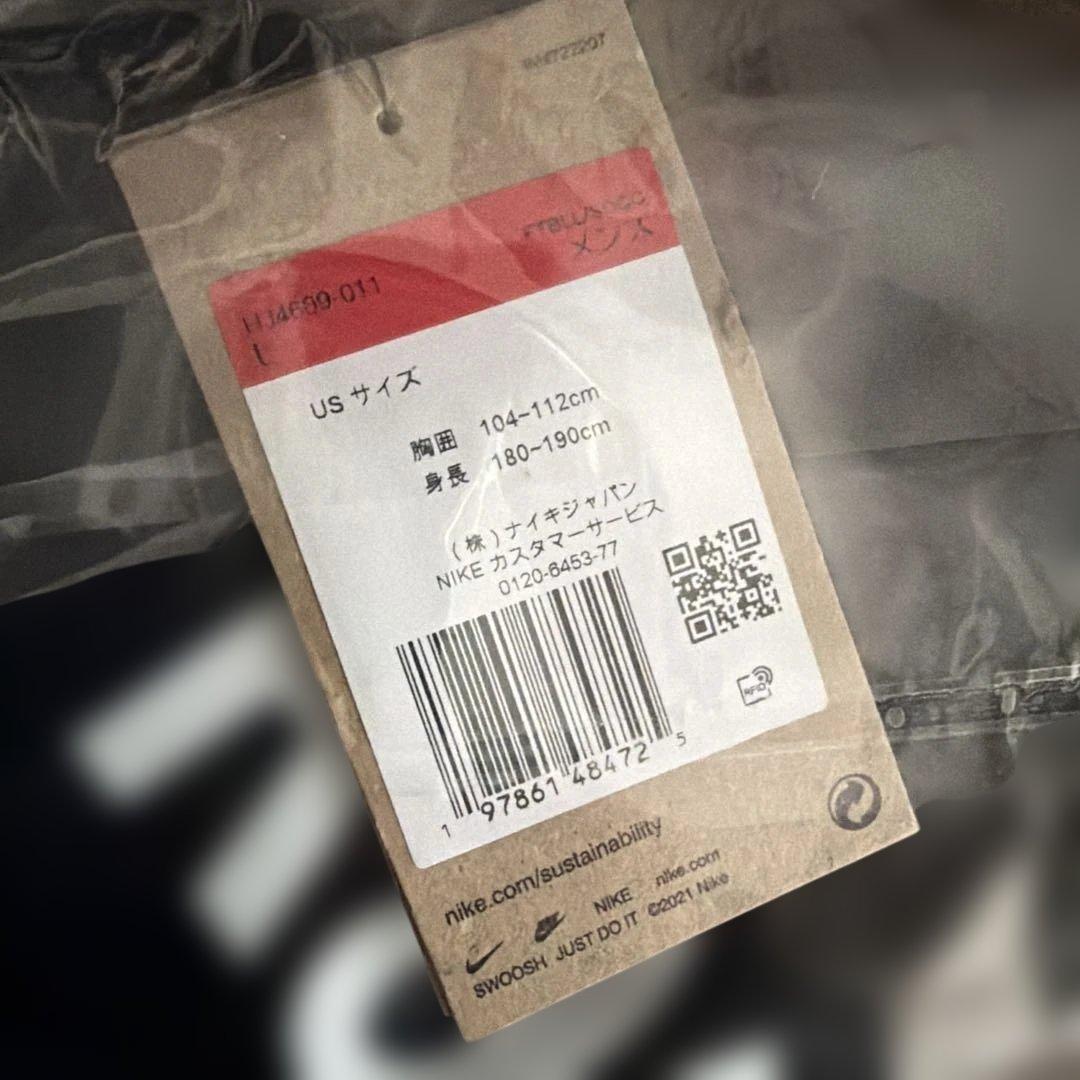 HJ4699-011
L
メンズ
US サイズ
胸囲 104~112cm
身長 180~190cm
(株)ナイキジャパン
NIKE カスタマーサービス
0120-6453-77
RFID
1 97861 48472 5
nike.com/sustainability
NIKE nike.com
SWOOSH JUST DO IT ©2021 Nike